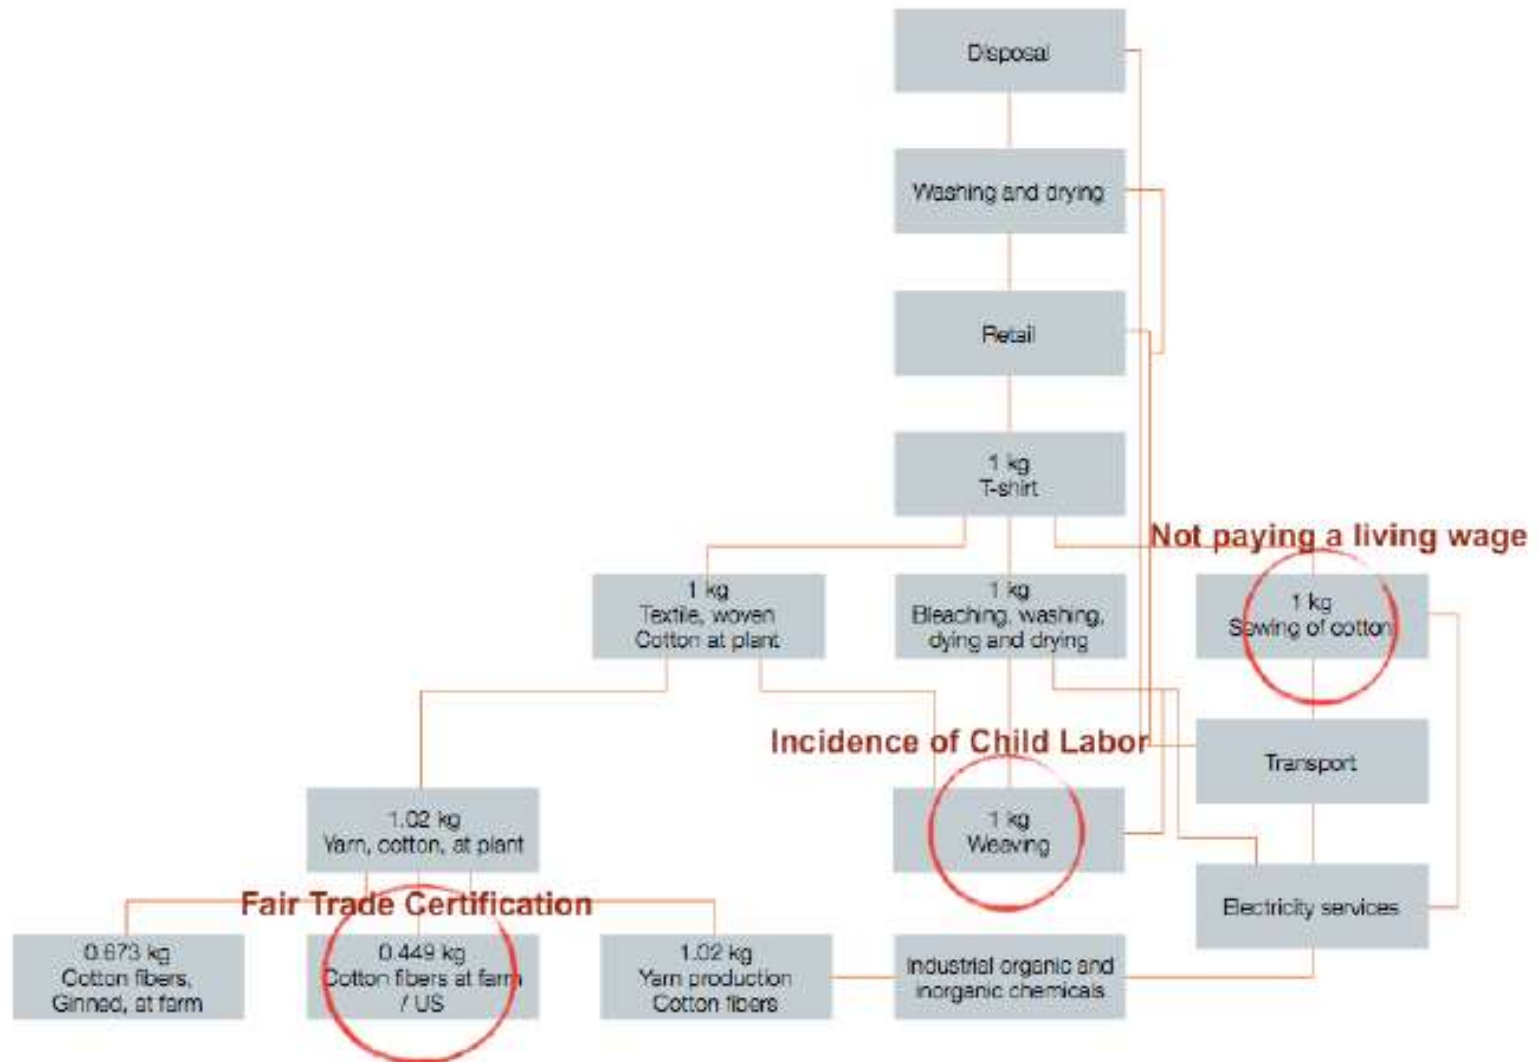 Disposal
Washing and drying
Retail
1 kg
T-shirt
Not paying a living wage
1 kg
Textile, woven
Cotton at plant
1 kg
Bleaching, washing,
dying and drying
1 kg
Sewing of cotton
Incidence of Child Labor
Transport
1.02 kg
Yarn, cotton, at plant
1 kg
Weaving
Fair Trade Certification
Electricity services
0.673 kg
Cotton fibers,
Ginned, at farm
0.449 kg
Cotton fibers at farm
/ US
1.02 kg
Yarn production
Cotton fibers
Industrial organic and
inorganic chemicals